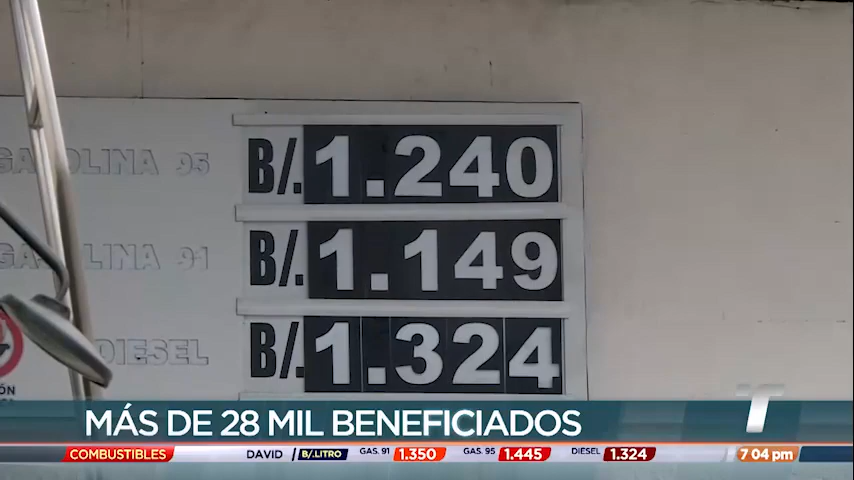 GASOLINA 95 B/. 1.240
GASOLINA 91 B/. 1.149
DIESEL B/. 1.324
MÁS DE 28 MIL BENEFICIADOS
COMBUSTIBLES DAVID B/.LITRO GAS. 91 1.350 GAS. 95 1.445 DIESEL 1.324 7:04 pm